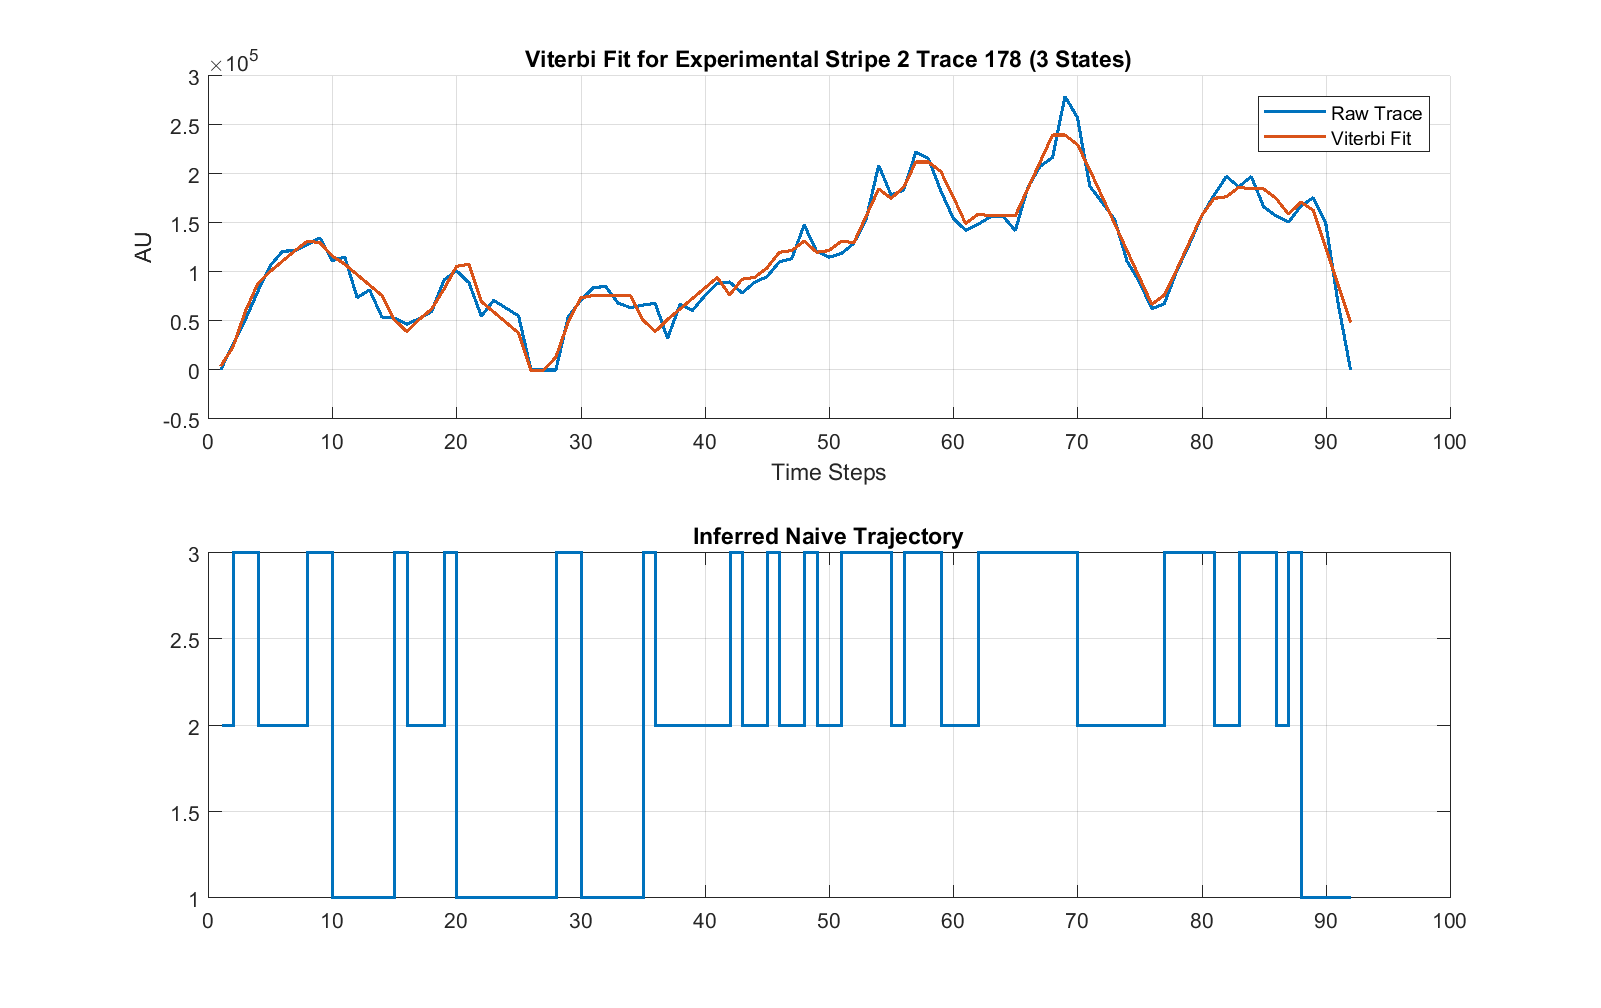 Viterbi Fit for Experimental Stripe 2 Trace 178 (3 States)
×10^5
3
2.5
2
1.5
1
0.5
0
-0.5
AU
Raw Trace
Viterbi Fit
0 10 20 30 40 50 60 70 80 90 100
Time Steps
Inferred Naive Trajectory
3
2.5
2
1.5
1
0 10 20 30 40 50 60 70 80 90 100